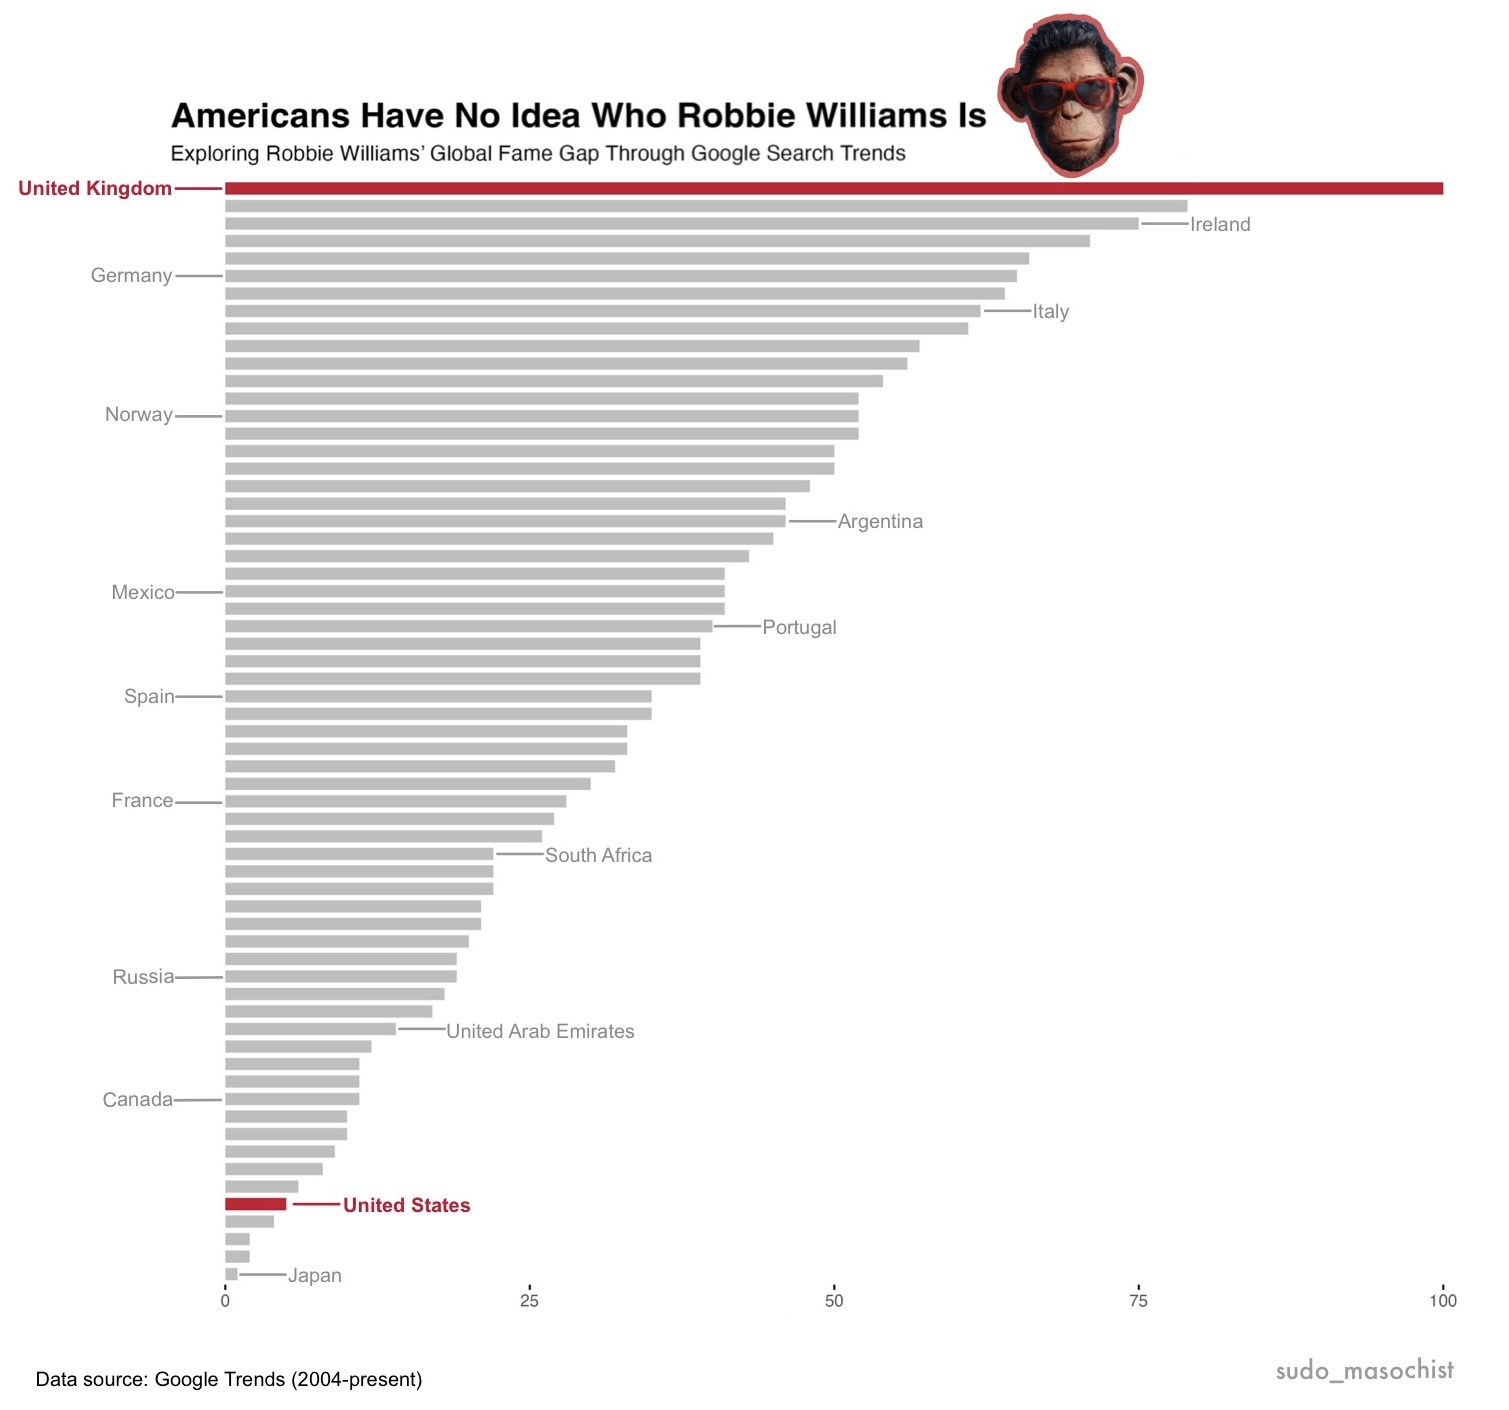 Americans Have No Idea Who Robbie Williams Is
Exploring Robbie Williams’ Global Fame Gap Through Google Search Trends
United Kingdom
Ireland
Germany
Italy
Norway
Argentina
Mexico
Portugal
Spain
France
South Africa
Russia
United Arab Emirates
Canada
United States
Japan
0 25 50 75 100
Data source: Google Trends (2004-present)
sudo_masochist